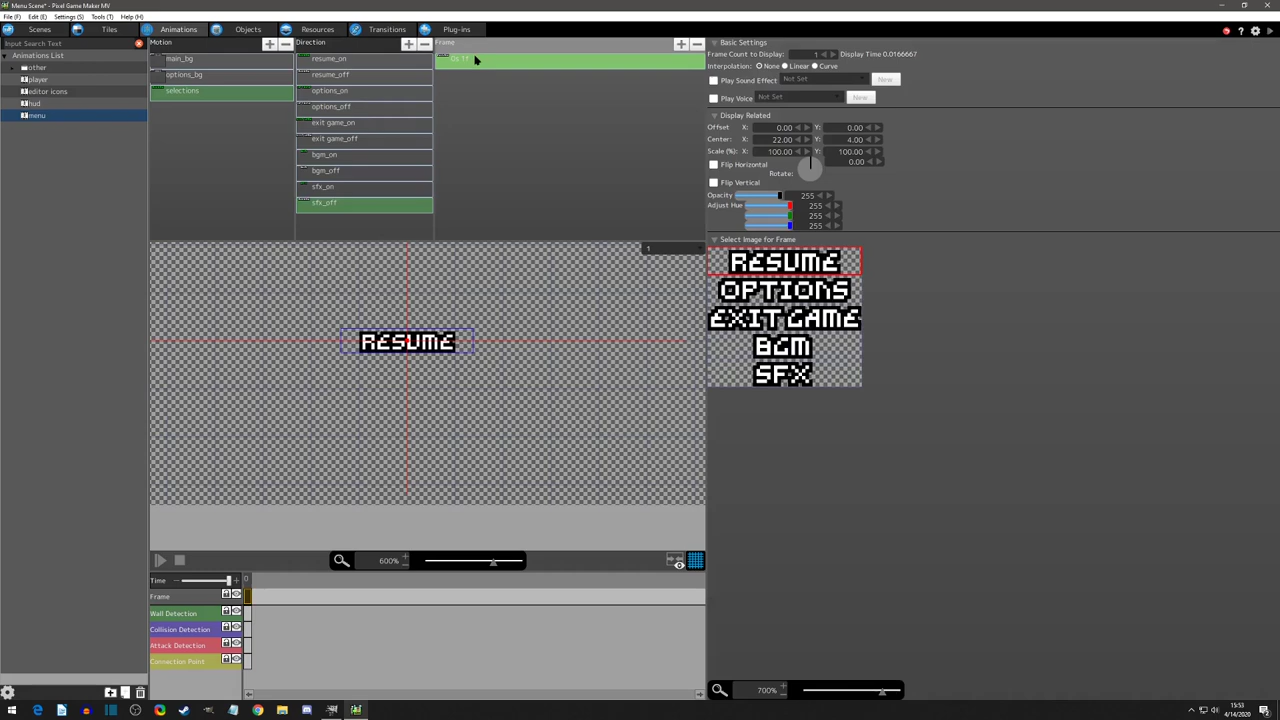 Menu Scene* - Pixel Game Maker MV
File (F) Edit (E) Settings (S) Tools (T) Help (H)
Scenes Tiles Animations Objects Resources Transitions Plug-ins
Input Search Text
Animations List
other
player
editor icons
hud
menu
Motion
main_bg
options_bg
selections
Direction
resume_on
resume_off
options_on
options_off
exit game_on
exit game_off
bgm_on
bgm_off
sfx_on
sfx_off
Frame
Basic Settings
Frame Count to Display: 1 Display Time 0.0166667
Interpolation: None Linear Curve
Play Sound Effect Not Set New
Play Voice Not Set New
Display Related
Offset X: 0.00 Y: 0.00
Center: X: 22.00 Y: 4.00
Scale (%): X: 100.00 Y: 100.00
Flip Horizontal 0.00
Rotate:
Flip Vertical
Opacity 255
Adjust Hue 255
255
255
Select Image for Frame
RESUME
OPTIONS
EXIT GAME
BGM
SFX
1
RESUME
600%
Time 0
Frame
Wall Detection
Collision Detection
Attack Detection
Connection Point
700%
15:53
4/14/2020